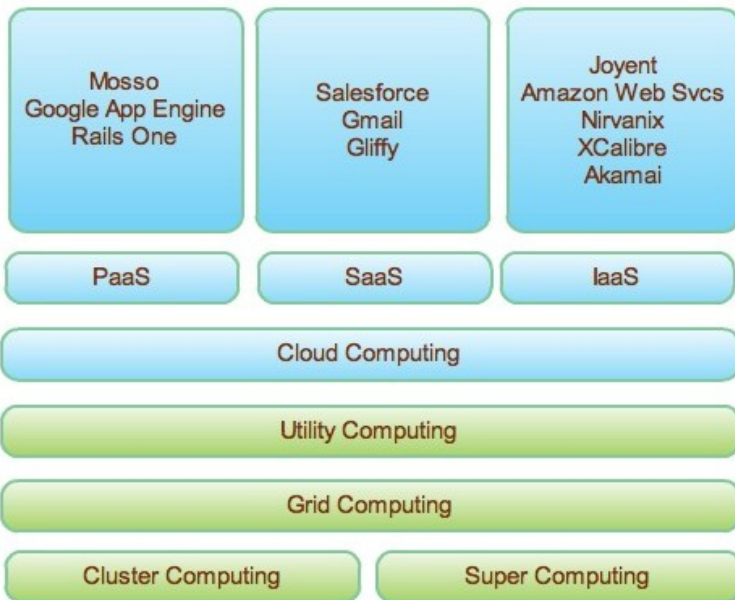 Mosso
Google App Engine
Rails One
Salesforce
Gmail
Gliffy
Joyent
Amazon Web Svcs
Nirvanix
XCalibre
Akamai
PaaS
SaaS
IaaS
Cloud Computing
Utility Computing
Grid Computing
Cluster Computing
Super Computing